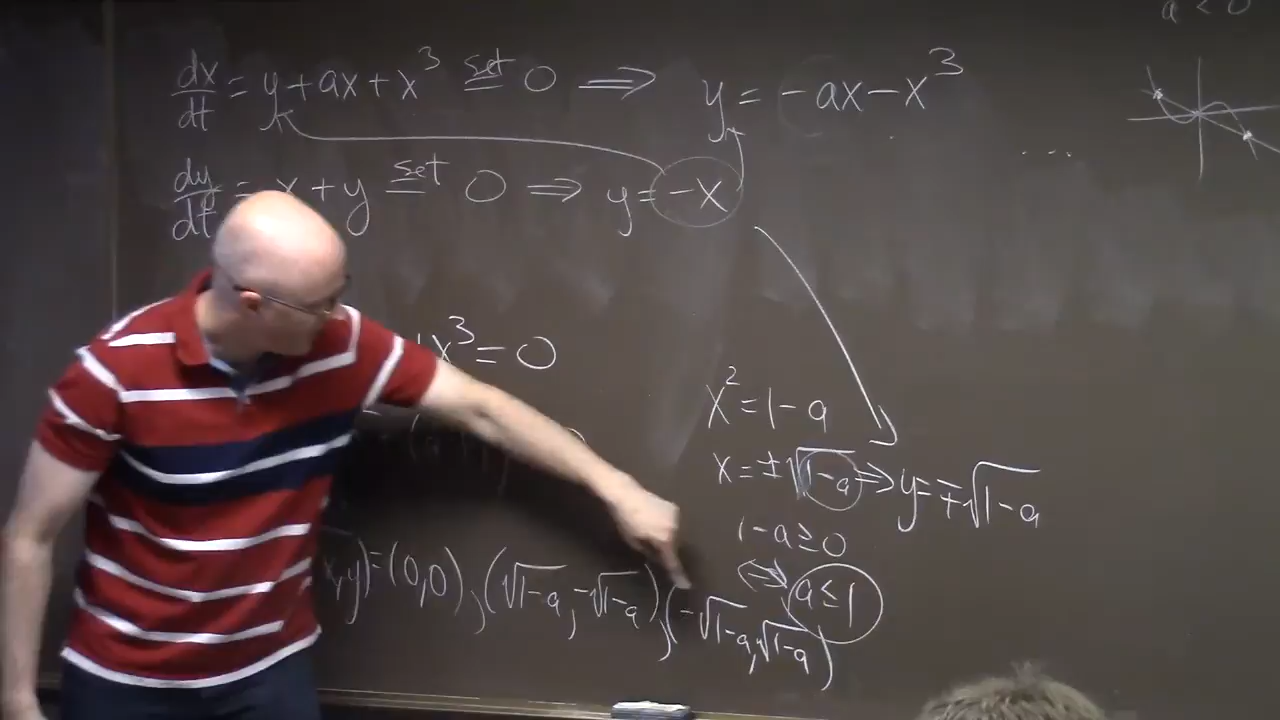 a < 0
dx/dt = y + ax + x³ set = 0 ⟹ y = -ax - x³
...
dy/dt = x + y set = 0 ⟹ y = -x
x³ = 0
x² = 1 - a
x = ±√(1-a) ⟹ y = ∓√(1-a)
1 - a ≥ 0
⟺ a ≤ 1
x, y) = (0,0), (√(1-a), -√(1-a)), (-√(1-a), √(1-a))